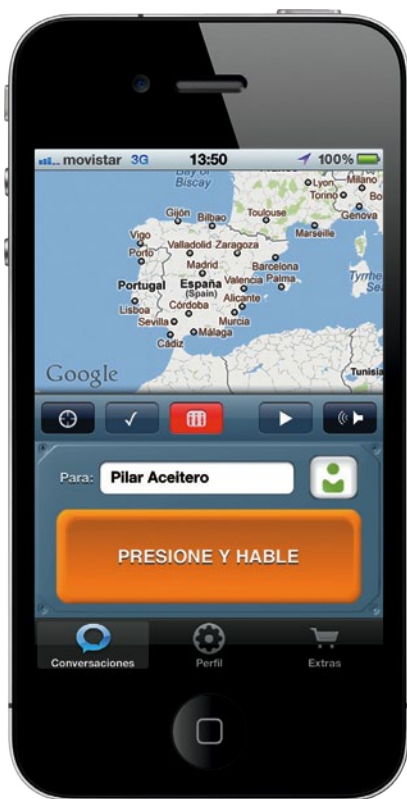 movistar 3G 13:50 100%
Bay of
Biscay
Lyon Milano
Torino Bo
Genova
Gijón Bilbao Toulouse
Marseille
Vigo
Porto Valladolid Zaragoza
Madrid Barcelona
Portugal España Valencia Palma
(Spain) Alicante
Tyrrhe
Se
Lisboa Córdoba
Sevilla Murcia
Málaga
Cádiz
Google
Tunisia
Para: Pilar Aceitero
PRESIONE Y HABLE
Conversaciones Perfil Extras